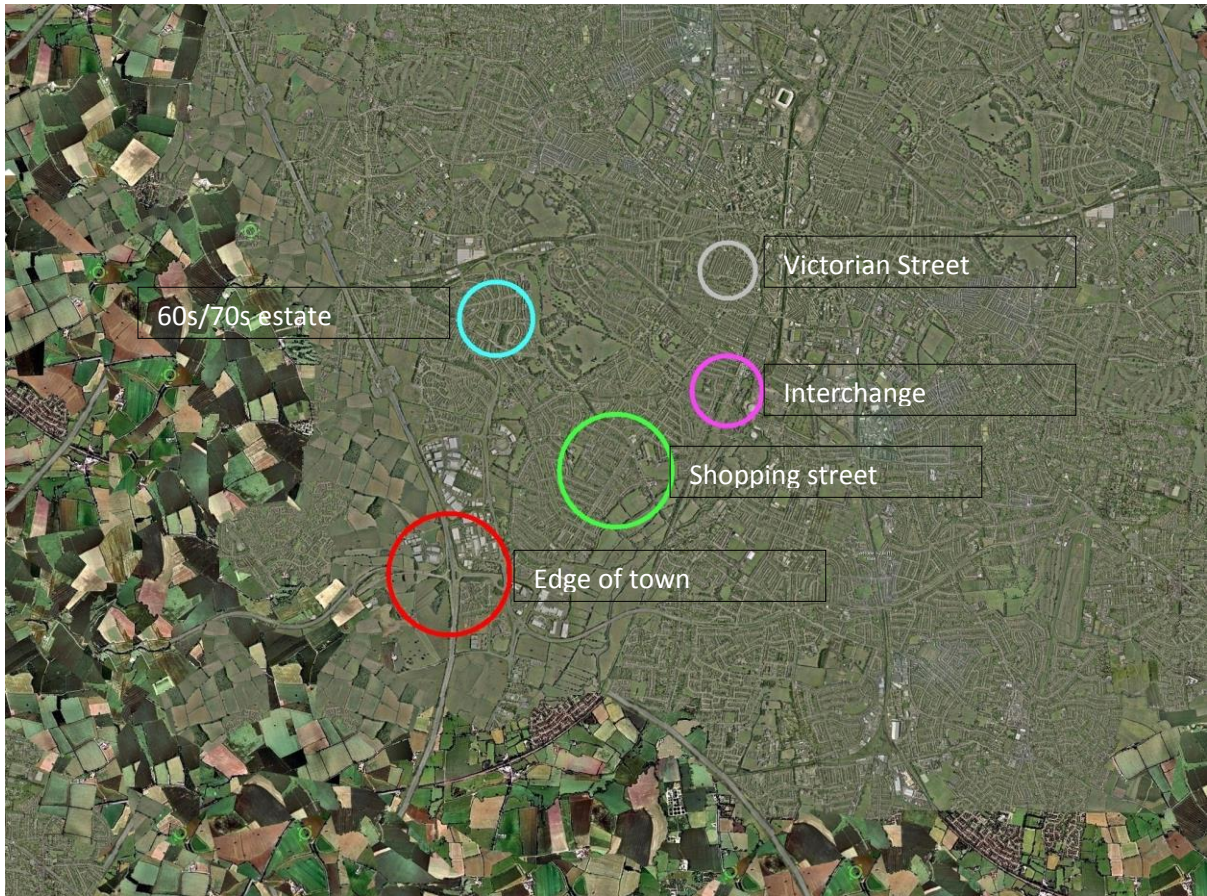 Victorian Street
60s/70s estate
Interchange
Shopping street
Edge of town